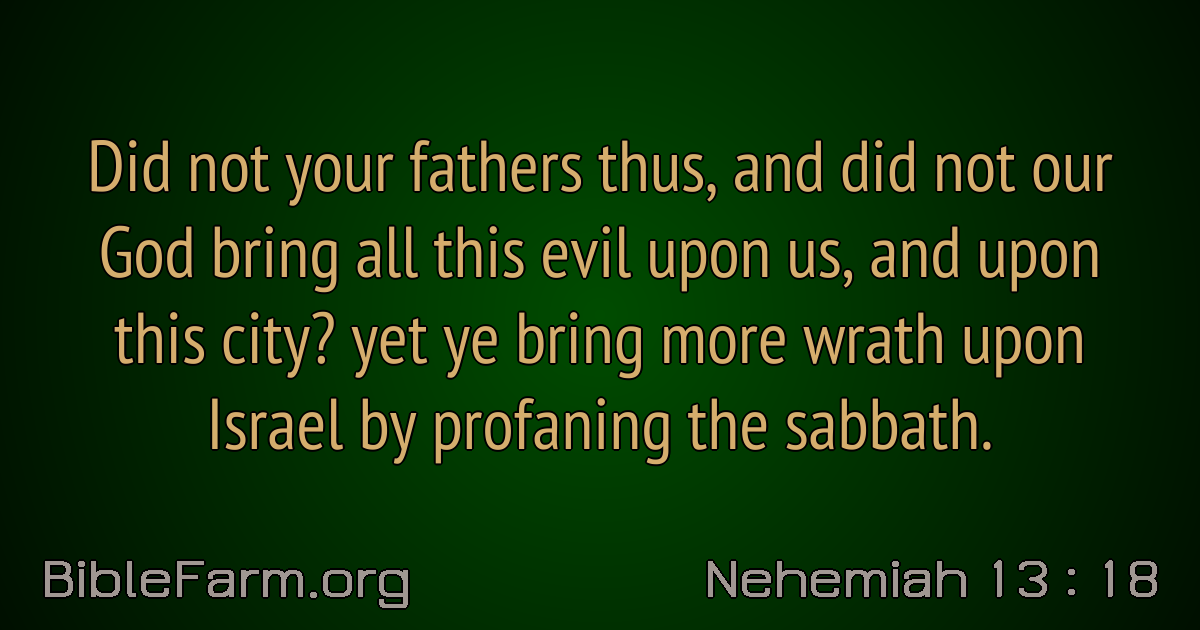 Did not your fathers thus, and did not our
God bring all this evil upon us, and upon
this city? yet ye bring more wrath upon
Israel by profaning the sabbath.
BibleFarm.org
Nehemiah 13 : 18